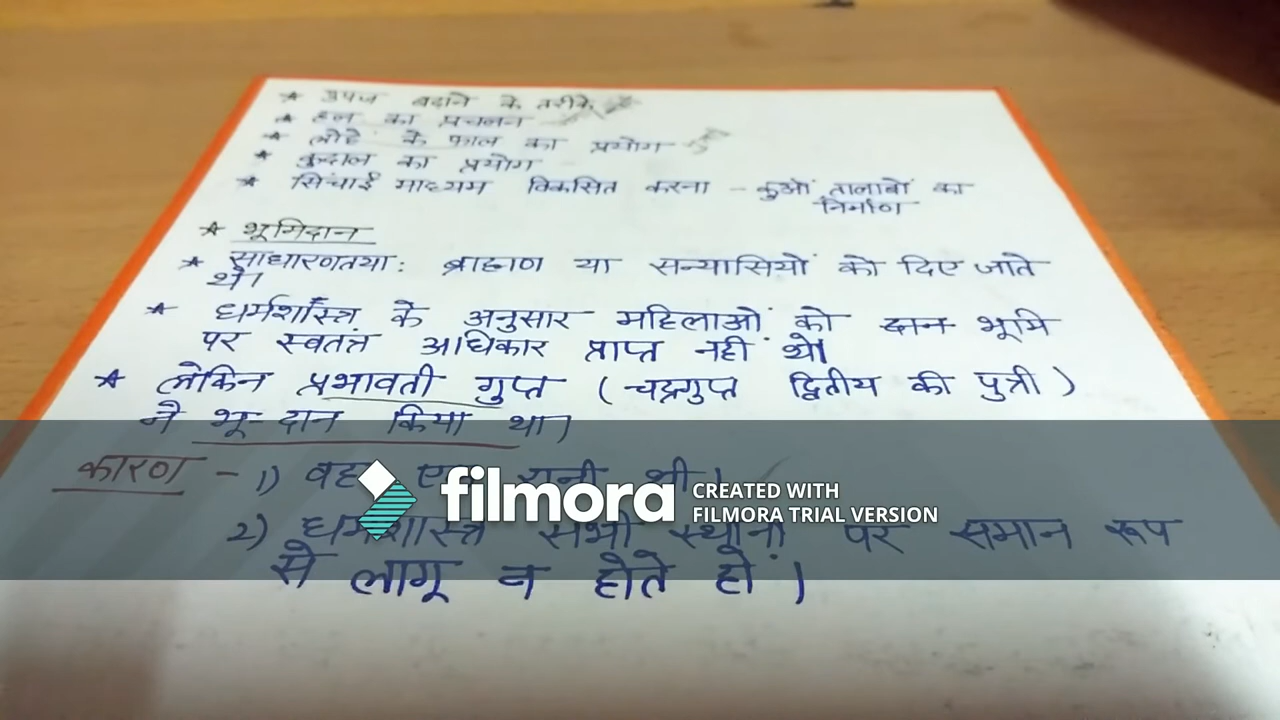 * उपज बढाने के तरीके
* हल का प्रचलन
* लोहे के फाल का प्रयोग
* कुदाल का प्रयोग
* सिंचाई माध्यम विकसित करना - कुओं तालाबों का
निर्माण
* भूमिदान
* साधारणतया: ब्राह्मण या सन्यासियों को दिए जाते
थे।
* धर्मशास्त्र के अनुसार महिलाओं को दान भूमि
पर स्वतंत्र अधिकार प्राप्त नहीं थे।
* लेकिन प्रभावती गुप्त (चन्द्रगुप्त द्वितीय की पुत्री)
ने भू-दान किया था।
कारण - 1) वह रानी थी।
2) धर्मशास्त्र सभी स्थानों पर समान रूप
से लागू न होते हों।
filmora CREATED WITH
FILMORA TRIAL VERSION